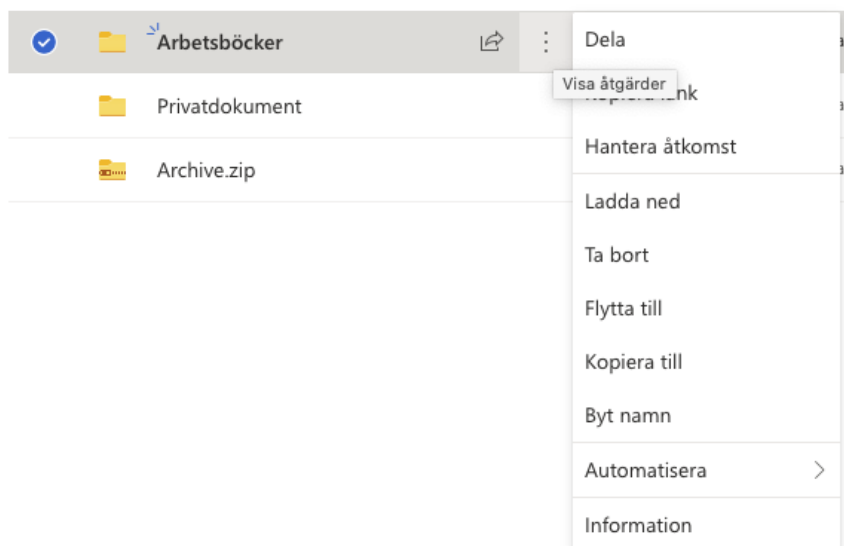 Arbetsböcker
Dela
Visa åtgärder
nk
Privatdokument
Hantera åtkomst
Archive.zip
Ladda ned
Ta bort
Flytta till
Kopiera till
Byt namn
Automatisera
Information